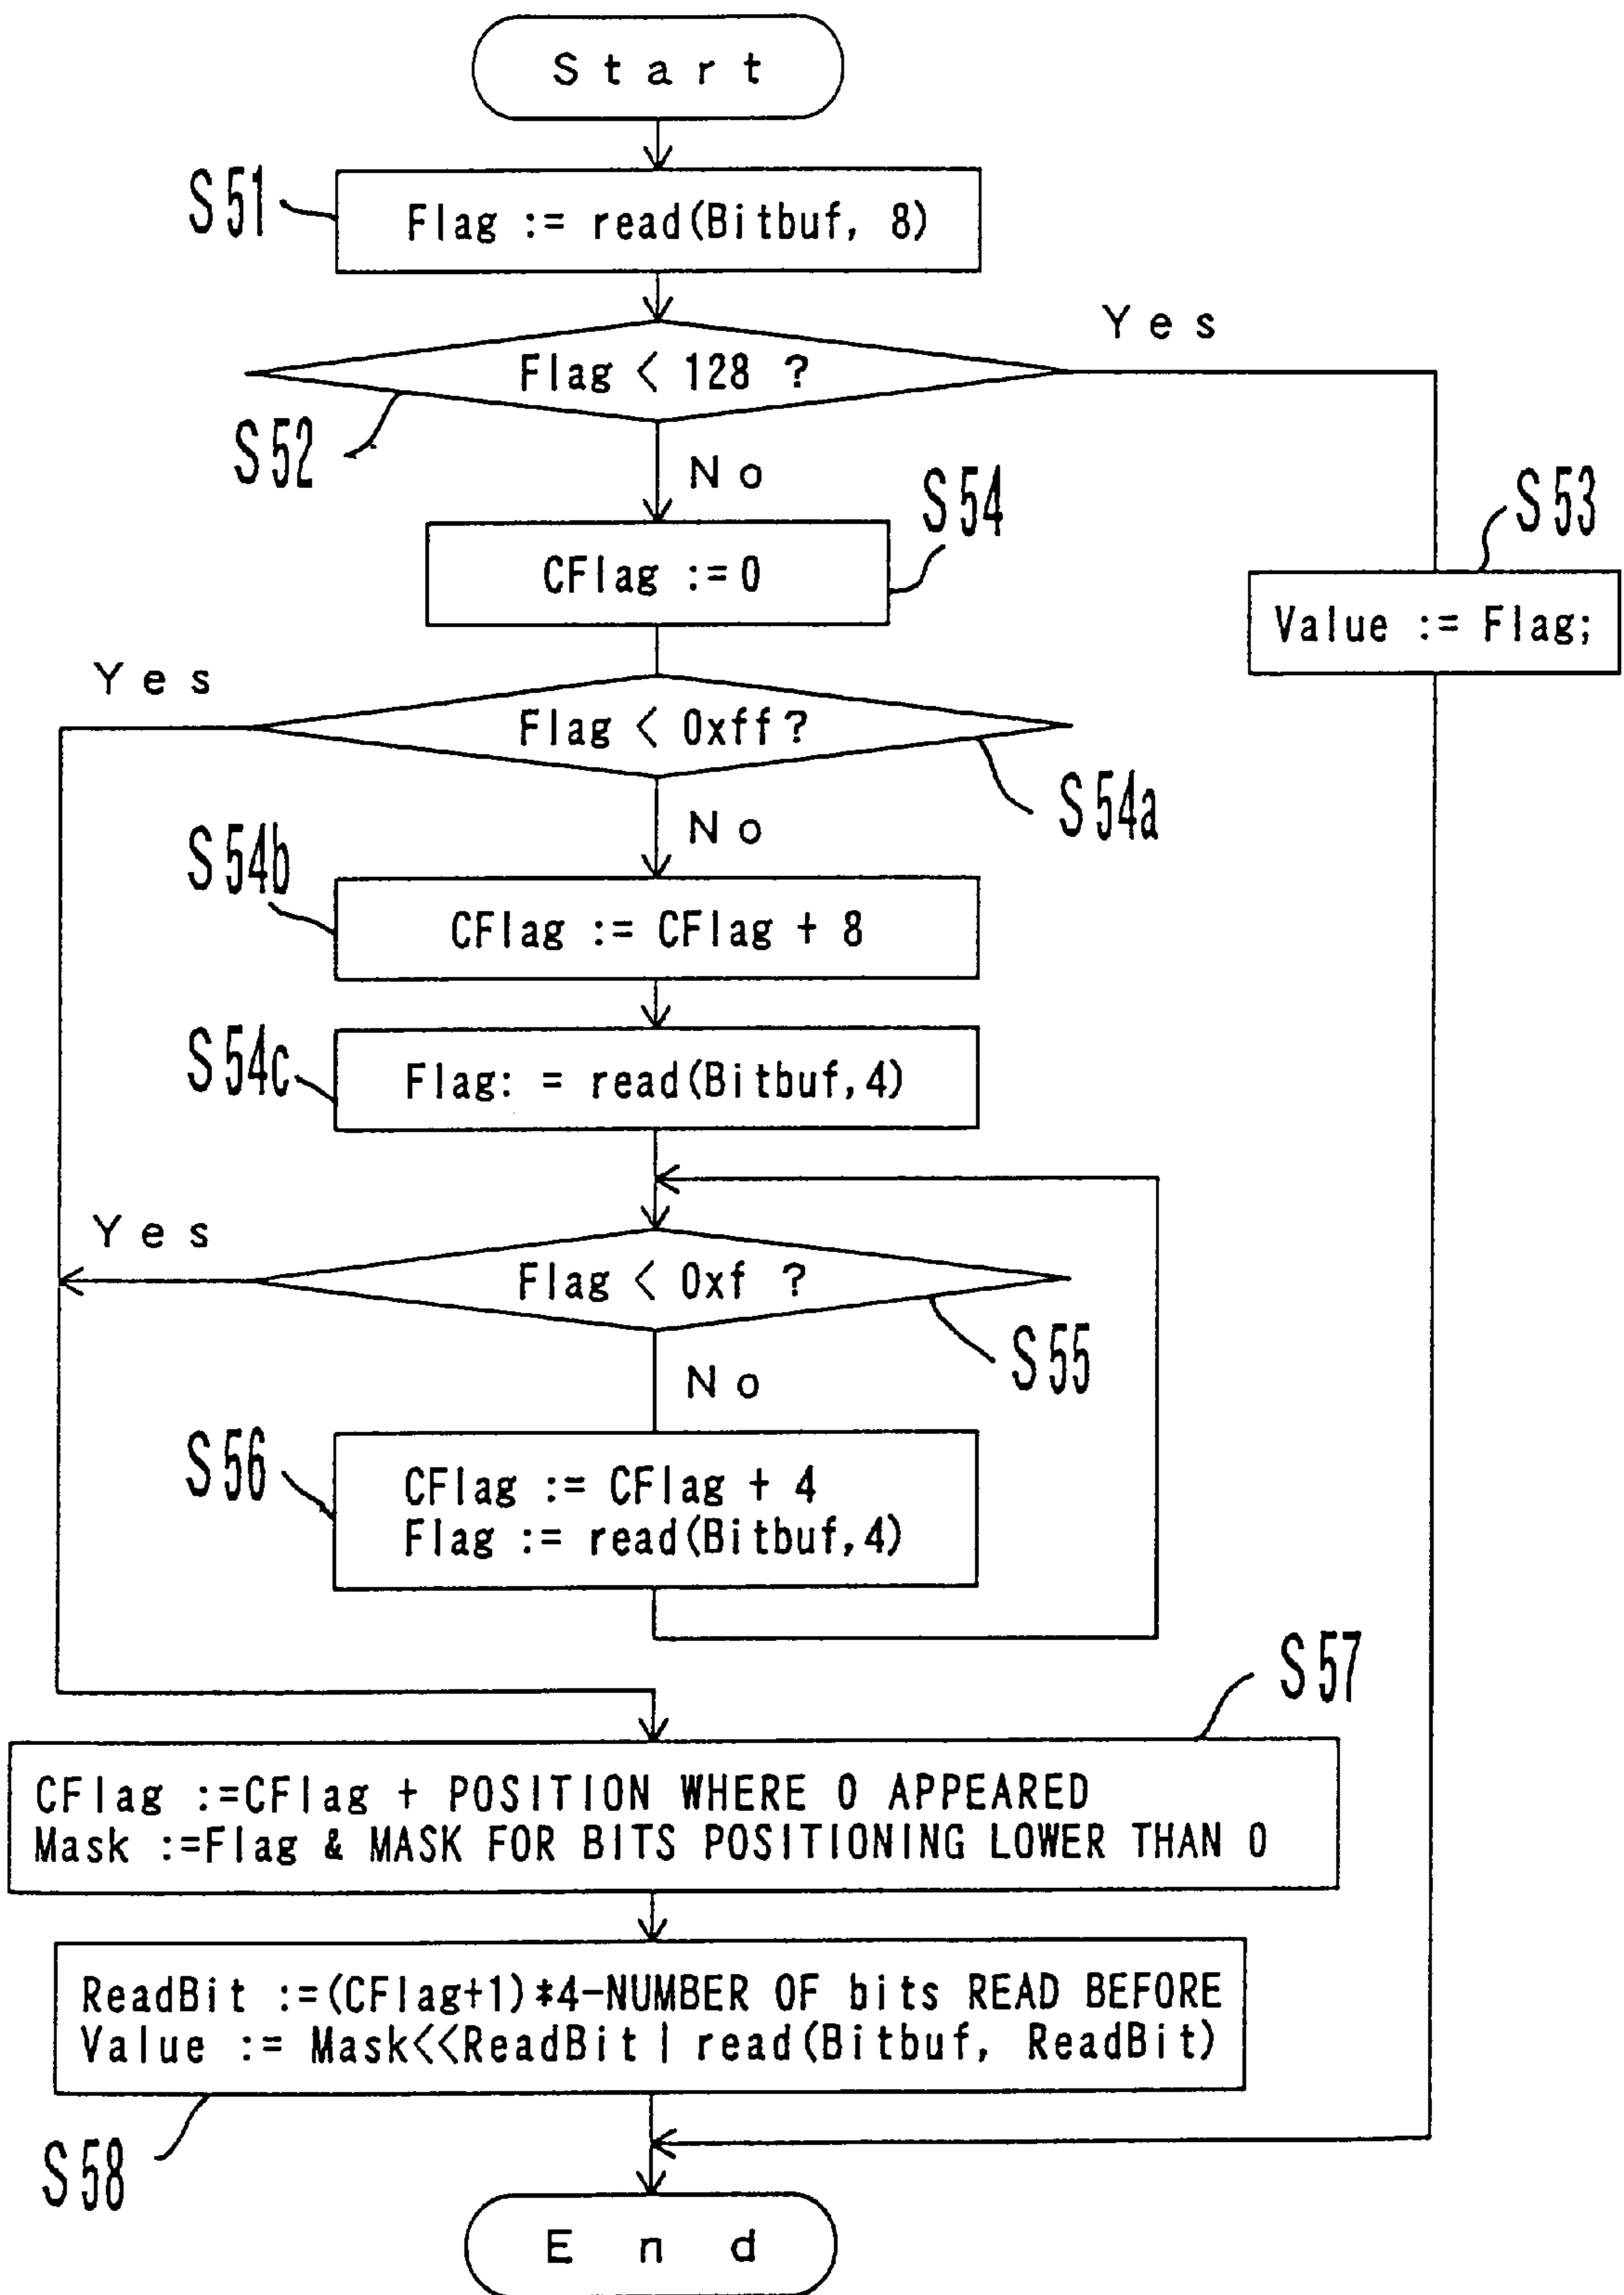 Start
S51
Flag := read(Bitbuf, 8)
Yes
Flag < 128 ?
S52
No
S54
S53
CFlag :=0
Value := Flag;
Yes
Flag < 0xff?
S54a
No
S54b
CFlag := CFlag + 8
S54c
Flag: = read(Bitbuf,4)
Yes
Flag < 0xf ?
S55
No
S56
CFlag := CFlag + 4
Flag := read(Bitbuf,4)
S57
CFlag :=CFlag + POSITION WHERE 0 APPEARED
Mask :=Flag & MASK FOR BITS POSITIONING LOWER THAN 0
ReadBit :=(CFlag+1)*4-NUMBER OF bits READ BEFORE
Value := Mask<<ReadBit | read(Bitbuf, ReadBit)
S58
End